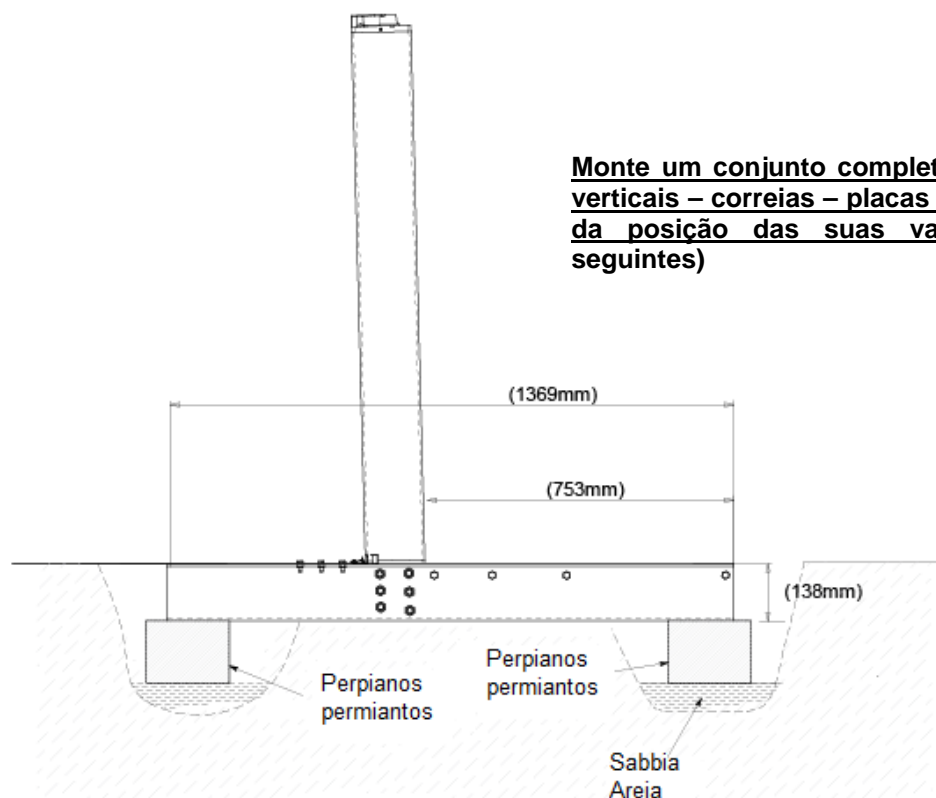 Monte um conjunto complet
verticais – correias – placas
da posição das suas va
seguintes)
(1369mm)
(753mm)
(138mm)
Perpianos
permiantos
Perpianos
permiantos
Sabbia
Areia